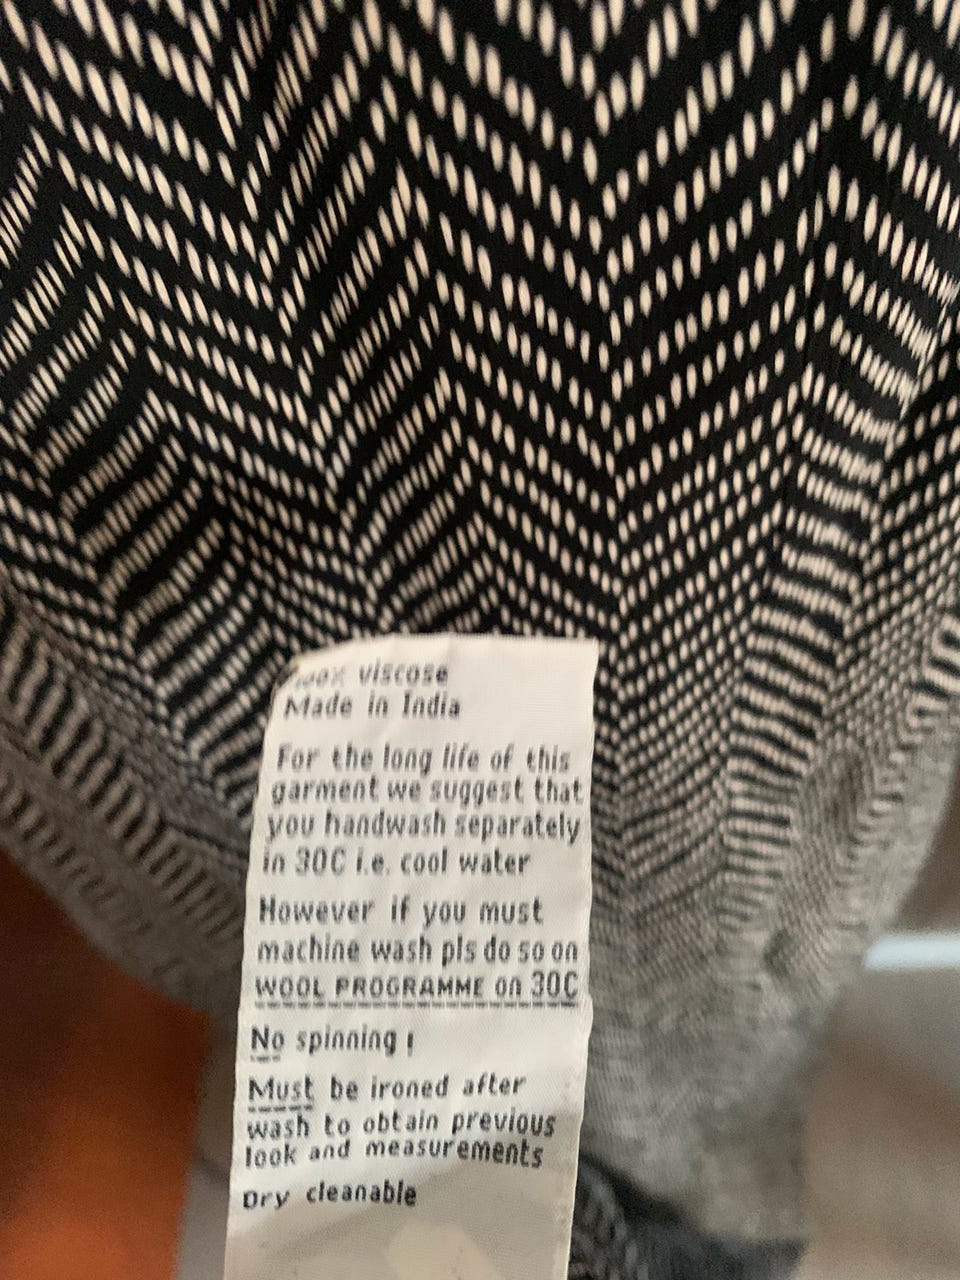 viscose
Made in India
For the long life of this
garment we suggest that
you handwash separately
in 30C i.e. cool water
However if you must
machine wash pls do so on
WOOL PROGRAMME on 30C
No spinning !
Must be ironed after
wash to obtain previous
look and measurements
Dry cleanable